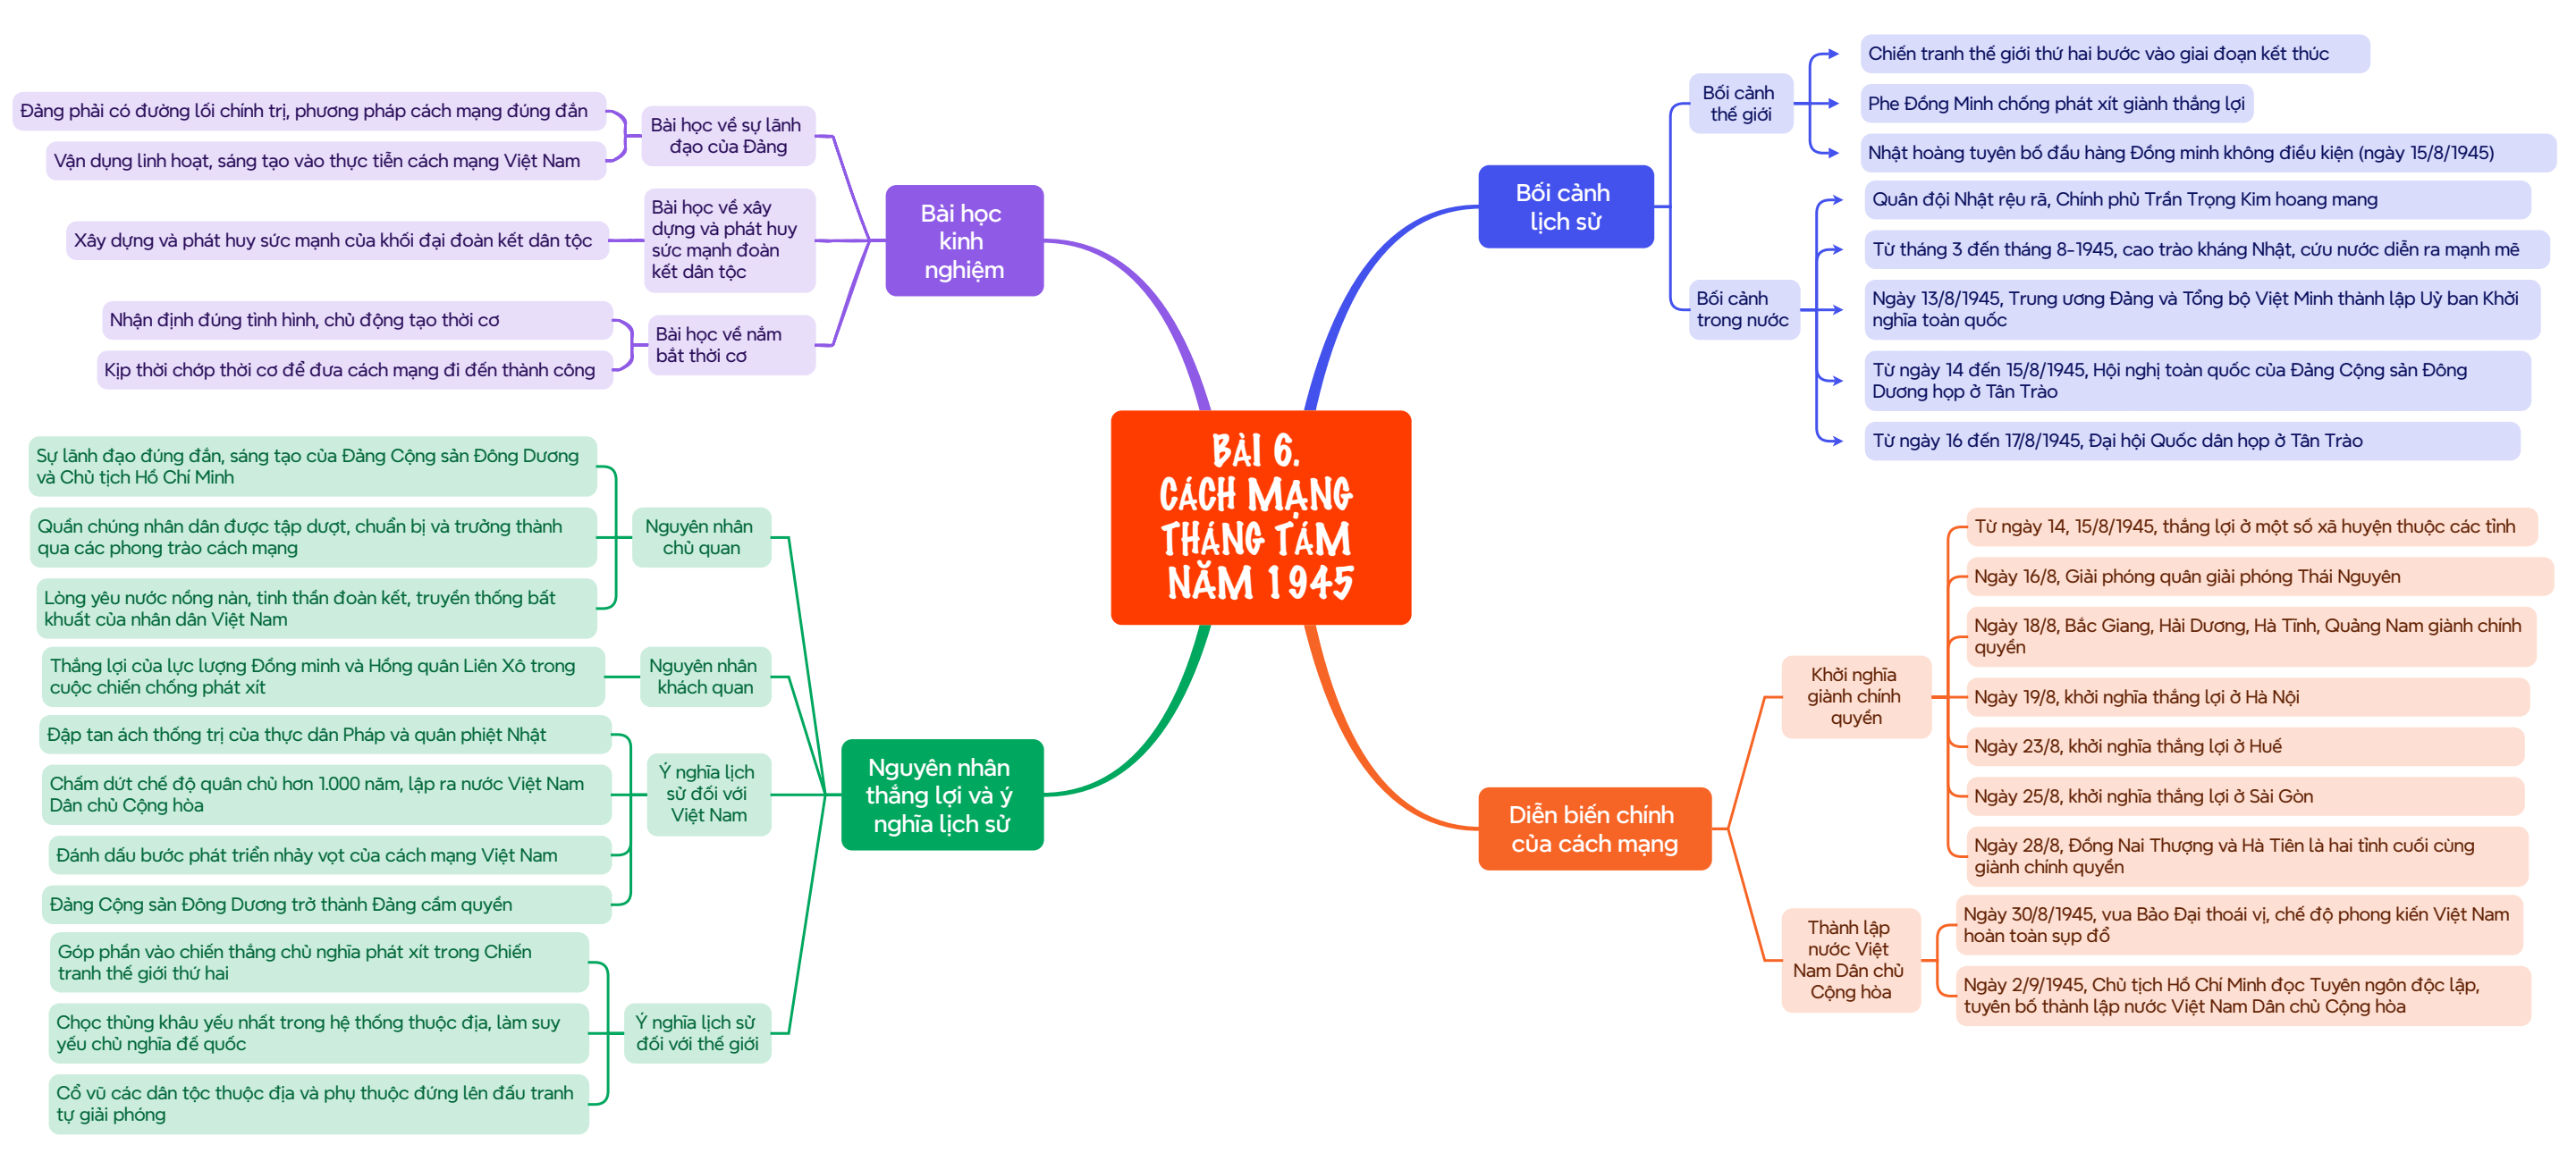 BÀI 6.
CÁCH MẠNG
THÁNG TÁM
NĂM 1945
Bối cảnh
lịch sử
Bối cảnh
thế giới
Chiến tranh thế giới thứ hai bước vào giai đoạn kết thúc
Phe Đồng Minh chống phát xít giành thắng lợi
Nhật hoàng tuyên bố đầu hàng Đồng minh không điều kiện (ngày 15/8/1945)
Bối cảnh
trong nước
Quân đội Nhật rệu rã, Chính phủ Trần Trọng Kim hoang mang
Từ tháng 3 đến tháng 8-1945, cao trào kháng Nhật, cứu nước diễn ra mạnh mẽ
Ngày 13/8/1945, Trung ương Đảng và Tổng bộ Việt Minh thành lập Uỷ ban Khởi
nghĩa toàn quốc
Từ ngày 14 đến 15/8/1945, Hội nghị toàn quốc của Đảng Cộng sản Đông
Dương họp ở Tân Trào
Từ ngày 16 đến 17/8/1945, Đại hội Quốc dân họp ở Tân Trào
Diễn biến chính
của cách mạng
Khởi nghĩa
giành chính
quyền
Từ ngày 14, 15/8/1945, thắng lợi ở một số xã huyện thuộc các tỉnh
Ngày 16/8, Giải phóng quân giải phóng Thái Nguyên
Ngày 18/8, Bắc Giang, Hải Dương, Hà Tĩnh, Quảng Nam giành chính
quyền
Ngày 19/8, khởi nghĩa thắng lợi ở Hà Nội
Ngày 23/8, khởi nghĩa thắng lợi ở Huế
Ngày 25/8, khởi nghĩa thắng lợi ở Sài Gòn
Ngày 28/8, Đồng Nai Thượng và Hà Tiên là hai tỉnh cuối cùng
giành chính quyền
Thành lập
nước Việt
Nam Dân chủ
Cộng hòa
Ngày 30/8/1945, vua Bảo Đại thoái vị, chế độ phong kiến Việt Nam
hoàn toàn sụp đổ
Ngày 2/9/1945, Chủ tịch Hồ Chí Minh đọc Tuyên ngôn độc lập,
tuyên bố thành lập nước Việt Nam Dân chủ Cộng hòa
Bài học
kinh
nghiệm
Bài học về sự lãnh
đạo của Đảng
Đảng phải có đường lối chính trị, phương pháp cách mạng đúng đắn
Vận dụng linh hoạt, sáng tạo vào thực tiễn cách mạng Việt Nam
Bài học về xây
dựng và phát huy
sức mạnh đoàn
kết dân tộc
Xây dựng và phát huy sức mạnh của khối đại đoàn kết dân tộc
Bài học về nắm
bắt thời cơ
Nhận định đúng tình hình, chủ động tạo thời cơ
Kịp thời chớp thời cơ để đưa cách mạng đi đến thành công
Nguyên nhân
thắng lợi và ý
nghĩa lịch sử
Nguyên nhân
chủ quan
Sự lãnh đạo đúng đắn, sáng tạo của Đảng Cộng sản Đông Dương
và Chủ tịch Hồ Chí Minh
Quần chúng nhân dân được tập dượt, chuẩn bị và trưởng thành
qua các phong trào cách mạng
Lòng yêu nước nồng nàn, tinh thần đoàn kết, truyền thống bất
khuất của nhân dân Việt Nam
Nguyên nhân
khách quan
Thắng lợi của lực lượng Đồng minh và Hồng quân Liên Xô trong
cuộc chiến chống phát xít
Ý nghĩa lịch
sử đối với
Việt Nam
Đập tan ách thống trị của thực dân Pháp và quân phiệt Nhật
Chấm dứt chế độ quân chủ hơn 1.000 năm, lập ra nước Việt Nam
Dân chủ Cộng hòa
Đánh dấu bước phát triển nhảy vọt của cách mạng Việt Nam
Đảng Cộng sản Đông Dương trở thành Đảng cầm quyền
Ý nghĩa lịch sử
đối với thế giới
Góp phần vào chiến thắng chủ nghĩa phát xít trong Chiến
tranh thế giới thứ hai
Chọc thủng khâu yếu nhất trong hệ thống thuộc địa, làm suy
yếu chủ nghĩa đế quốc
Cổ vũ các dân tộc thuộc địa và phụ thuộc đứng lên đấu tranh
tự giải phóng